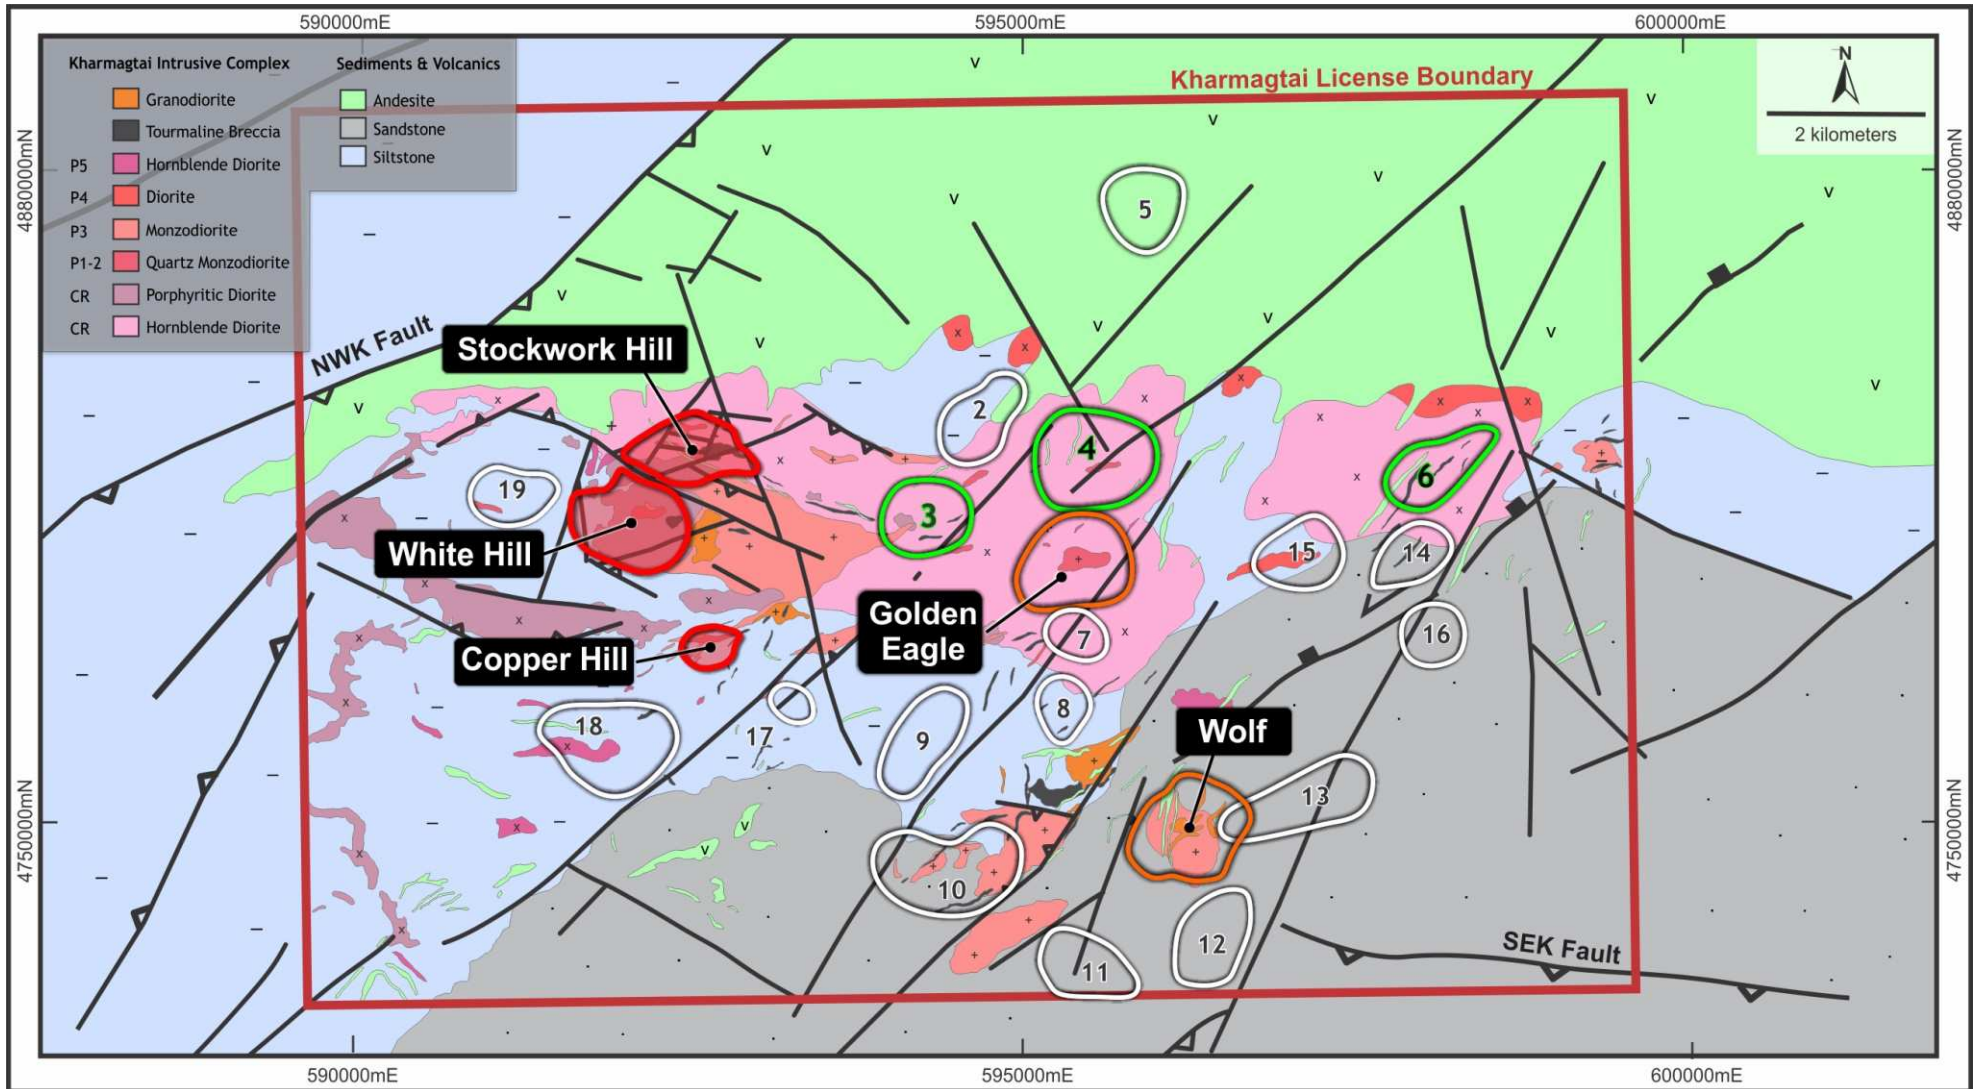 590000mE
595000mE
600000mE
Kharmagtai Intrusive Complex
Granodiorite
Tourmaline Breccia
P5 Hornblende Diorite
P4 Diorite
P3 Monzodiorite
P1-2 Quartz Monzodiorite
CR Porphyritic Diorite
CR Hornblende Diorite
Sediments & Volcanics
Andesite
Sandstone
Siltstone
Kharmagtai License Boundary
N
2 kilometers
4880000mN
4880000mN
5
NWK Fault
Stockwork Hill
2
4
6
19
3
White Hill
15
14
Golden
Eagle
7
16
Copper Hill
8
18
17
9
Wolf
13
4750000mN
4750000mN
10
12
11
SEK Fault
590000mE
595000mE
600000mE